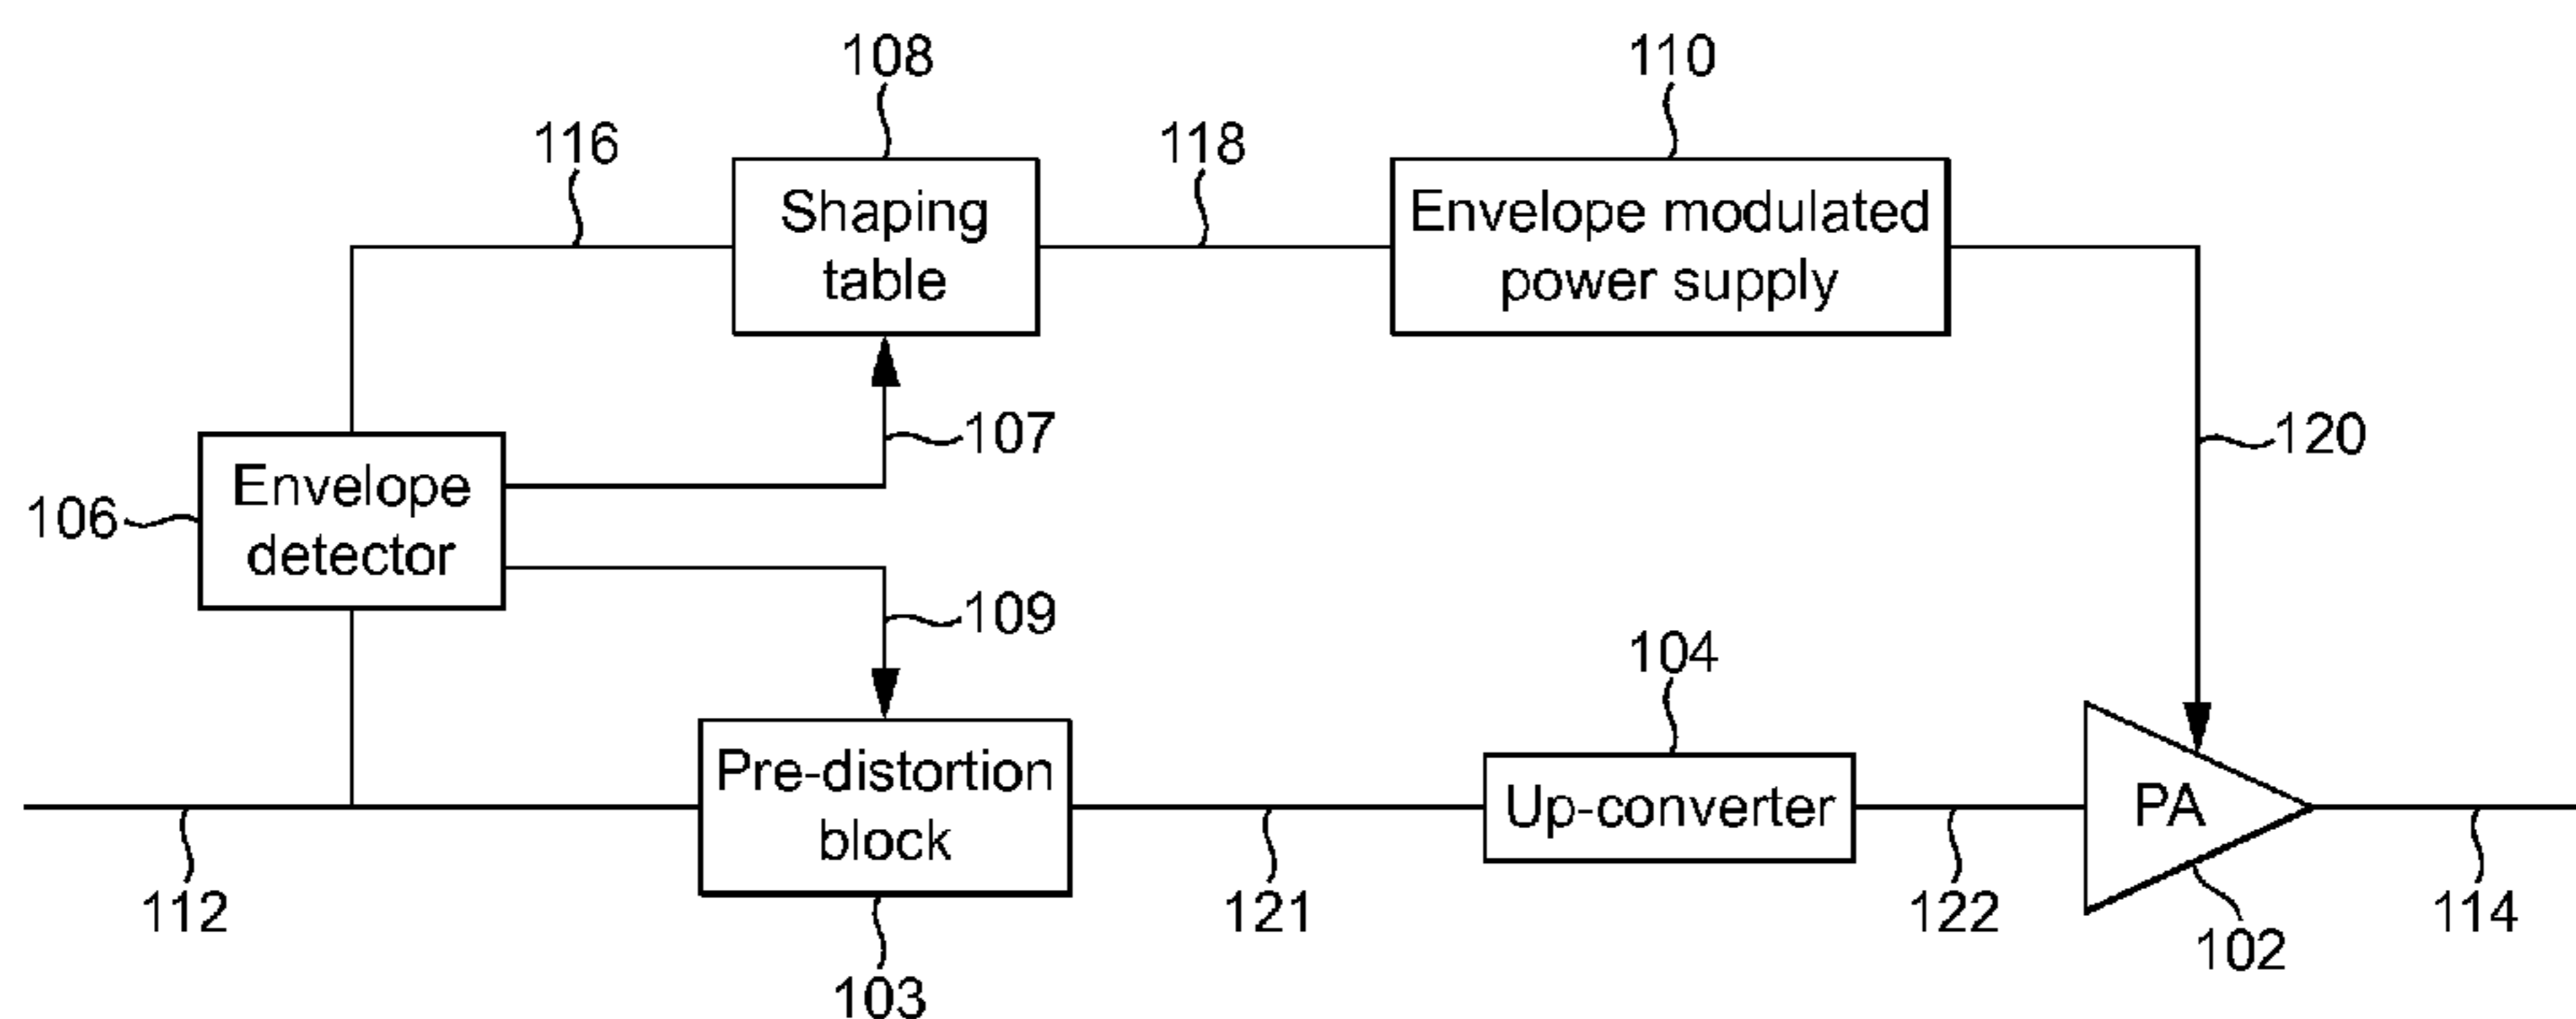 108
110
116
118
Shaping
table
Envelope modulated
power supply
107
120
106
Envelope
detector
109
104
Pre-distortion
block
Up-converter
PA
112
121
122
114
102
103